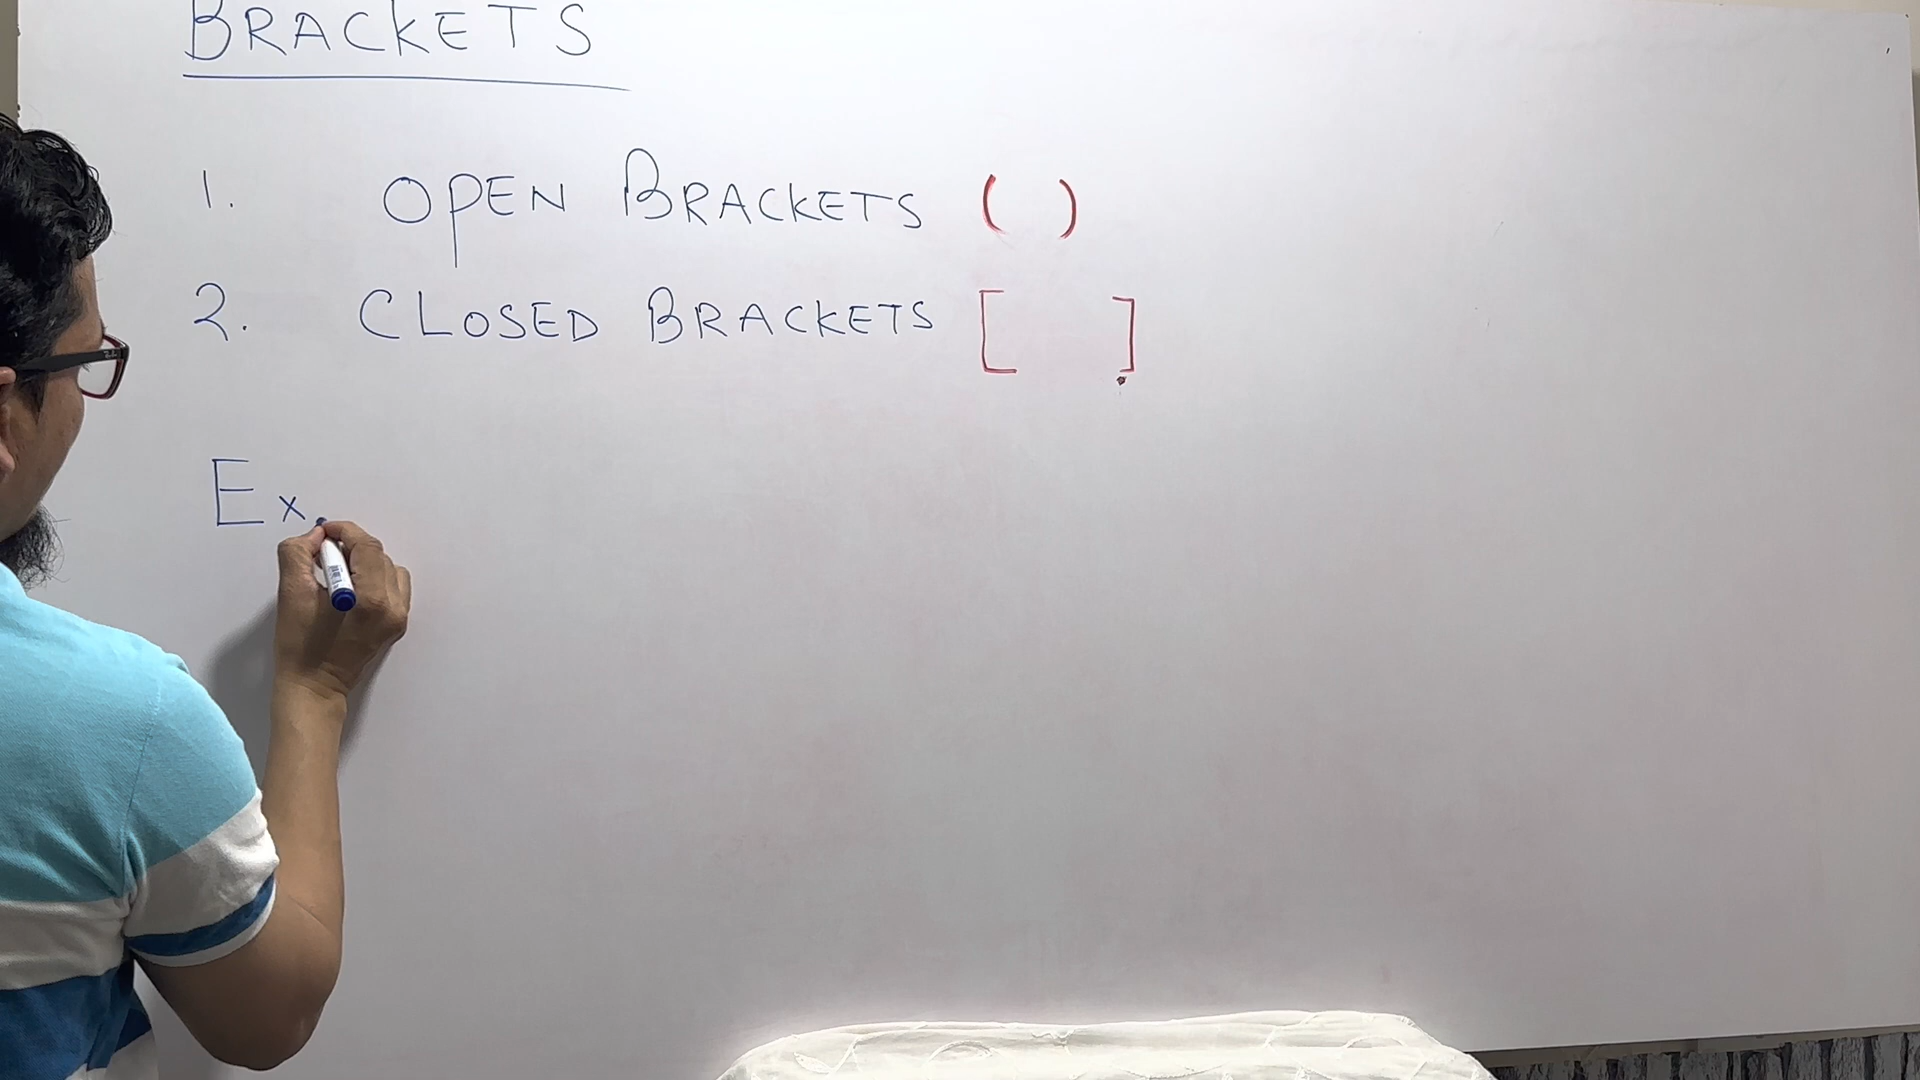 BRACKETS
1. OPEN BRACKETS ( )
2. CLOSED BRACKETS [ ]
Ex.